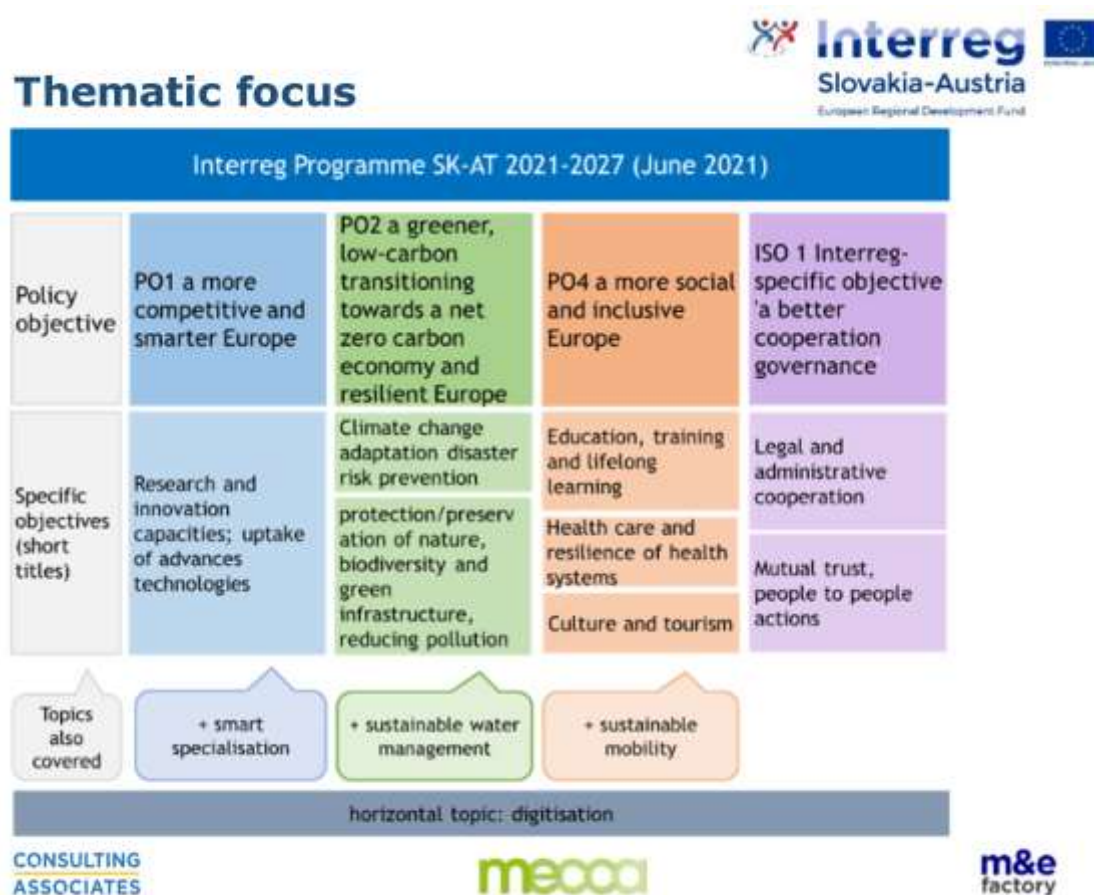 Interreg
Slovakia-Austria
European Regional Development Fund
Thematic focus
Interreg Programme SK-AT 2021-2027 (June 2021)
Policy
objective
PO1 a more
competitive and
smarter Europe
PO2 a greener,
low-carbon
transitioning
towards a net
zero carbon
economy and
resilient Europe
PO4 a more social
and inclusive
Europe
ISO 1 Interreg-
specific objective
'a better
cooperation
governance
Specific
objectives
(short
titles)
Research and
innovation
capacities; uptake
of advances
technologies
Climate change
adaptation disaster
risk prevention
protection/preserv
ation of nature,
biodiversity and
green
infrastructure,
reducing pollution
Education, training
and lifelong
learning
Health care and
resilience of health
systems
Culture and tourism
Legal and
administrative
cooperation
Mutual trust,
people to people
actions
Topics
also
covered
+ smart
specialisation
+ sustainable water
management
+ sustainable
mobility
horizontal topic: digitisation
CONSULTING
ASSOCIATES
mecca
m&e
factory